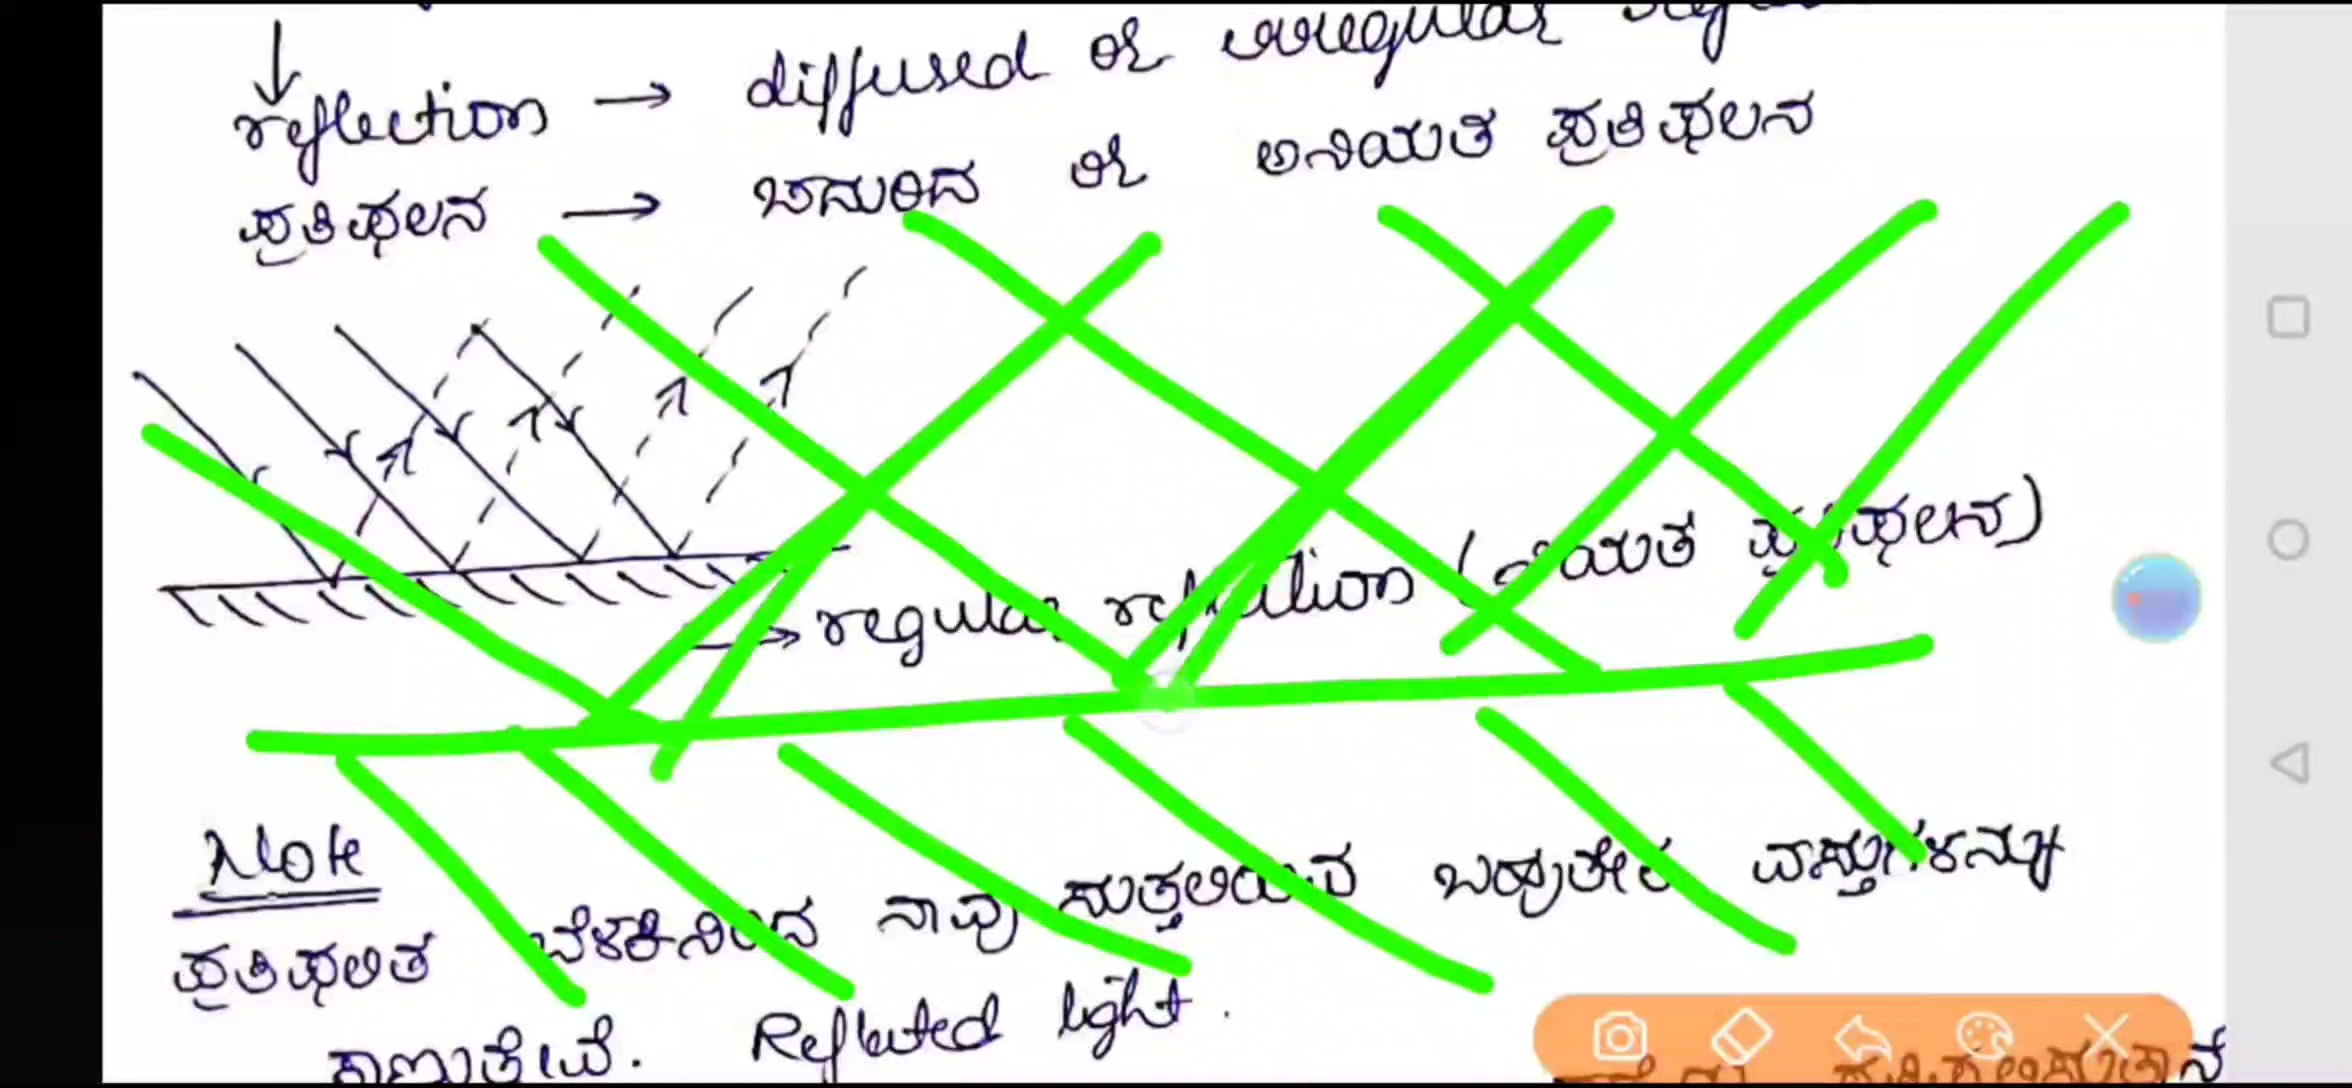 reflection → diffused or irregular
ಪ್ರತಿಫಲನ → ಚದುರಿದ or ಅನಿಯತ ಪ್ರತಿಫಲನ
→ regular reflection (ನಿಯತ ಪ್ರತಿಫಲನ)
Note
ಪ್ರತಿಫಲಿತ ಬೆಳಕಿನಿಂದ ನಾವು ಸುತ್ತಲಿರುವ ಬಹುತೇಕ ವಸ್ತುಗಳನ್ನು
ಕಾಣುತ್ತೇವೆ. Reflected light.